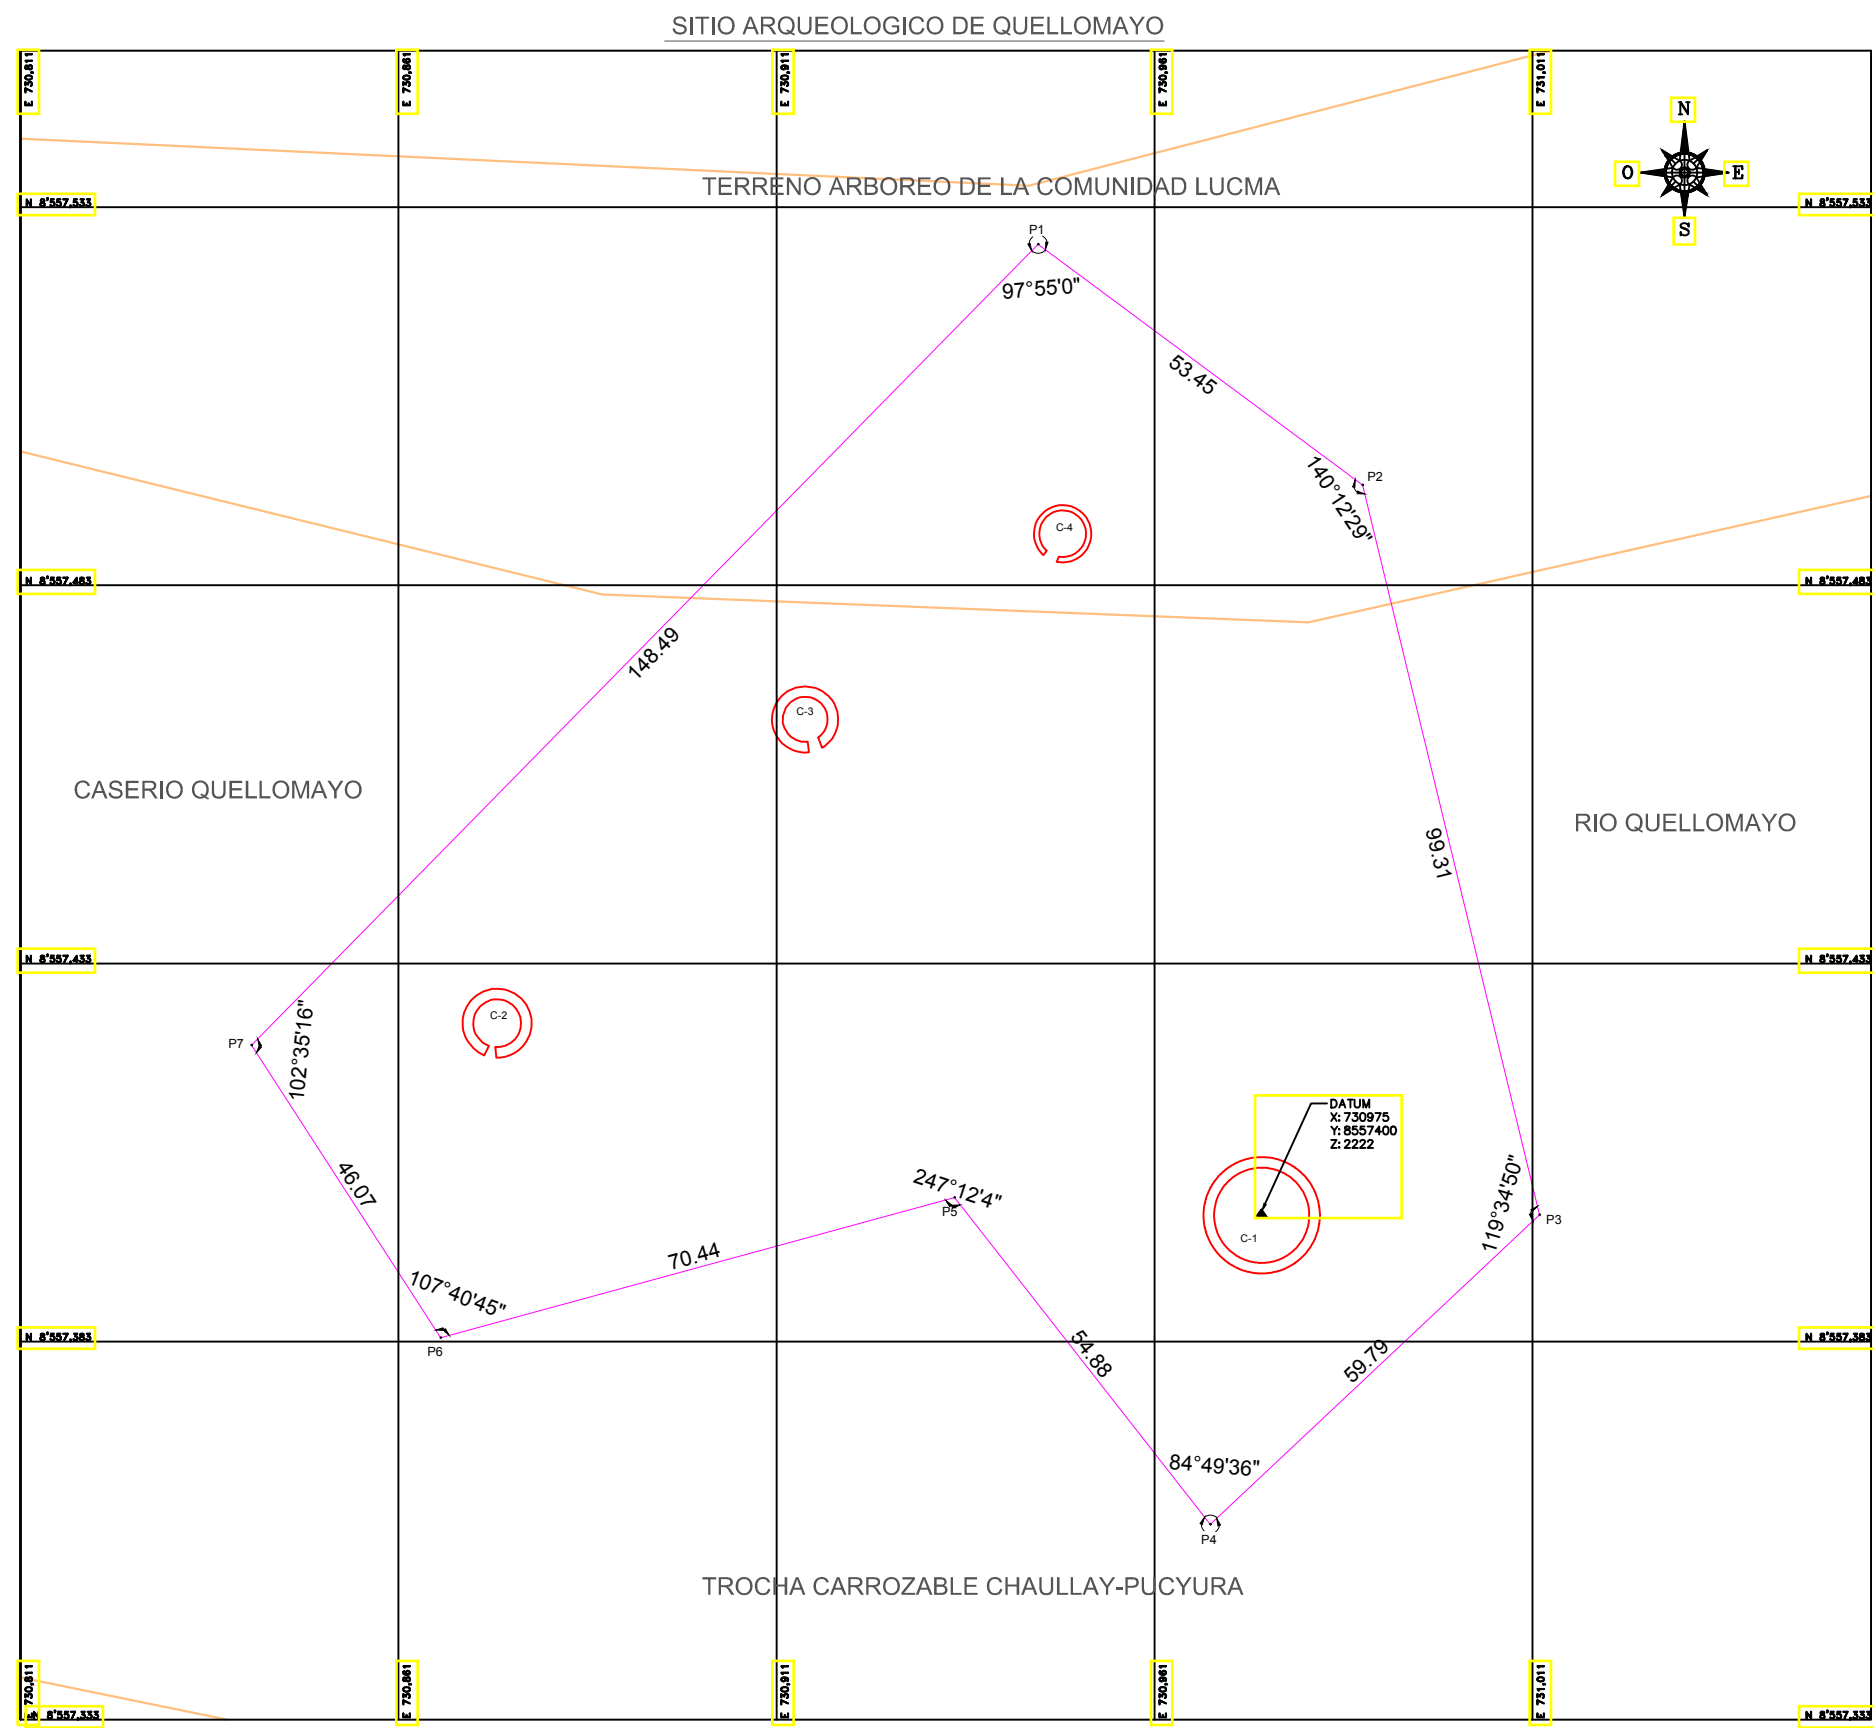 SITIO ARQUEOLOGICO DE QUELLOMAYO
E 730,811
E 730,861
E 730,911
E 730,961
E 731,011
N
O
E
S
TERRENO ARBOREO DE LA COMUNIDAD LUCMA
N 8'557,533
N 8'557,533
P1
97°55'0"
53.45
P2
140°12'29"
C-4
N 8'557,483
N 8'557,483
148.49
C-3
CASERIO QUELLOMAYO
RIO QUELLOMAYO
99.31
N 8'557,433
N 8'557,433
C-2
P7
102°35'16"
DATUM
X: 730975
Y: 8557400
Z: 2222
46.07
247°12'4"
P5
119°34'50"
P3
C-1
70.44
107°40'45"
N 8'557,383
N 8'557,383
P6
54.88
59.79
84°49'36"
P4
TROCHA CARROZABLE CHAULLAY-PUCYURA
E 730,811
E 730,861
E 730,911
E 730,961
E 731,011
N 8'557,333
N 8'557,333